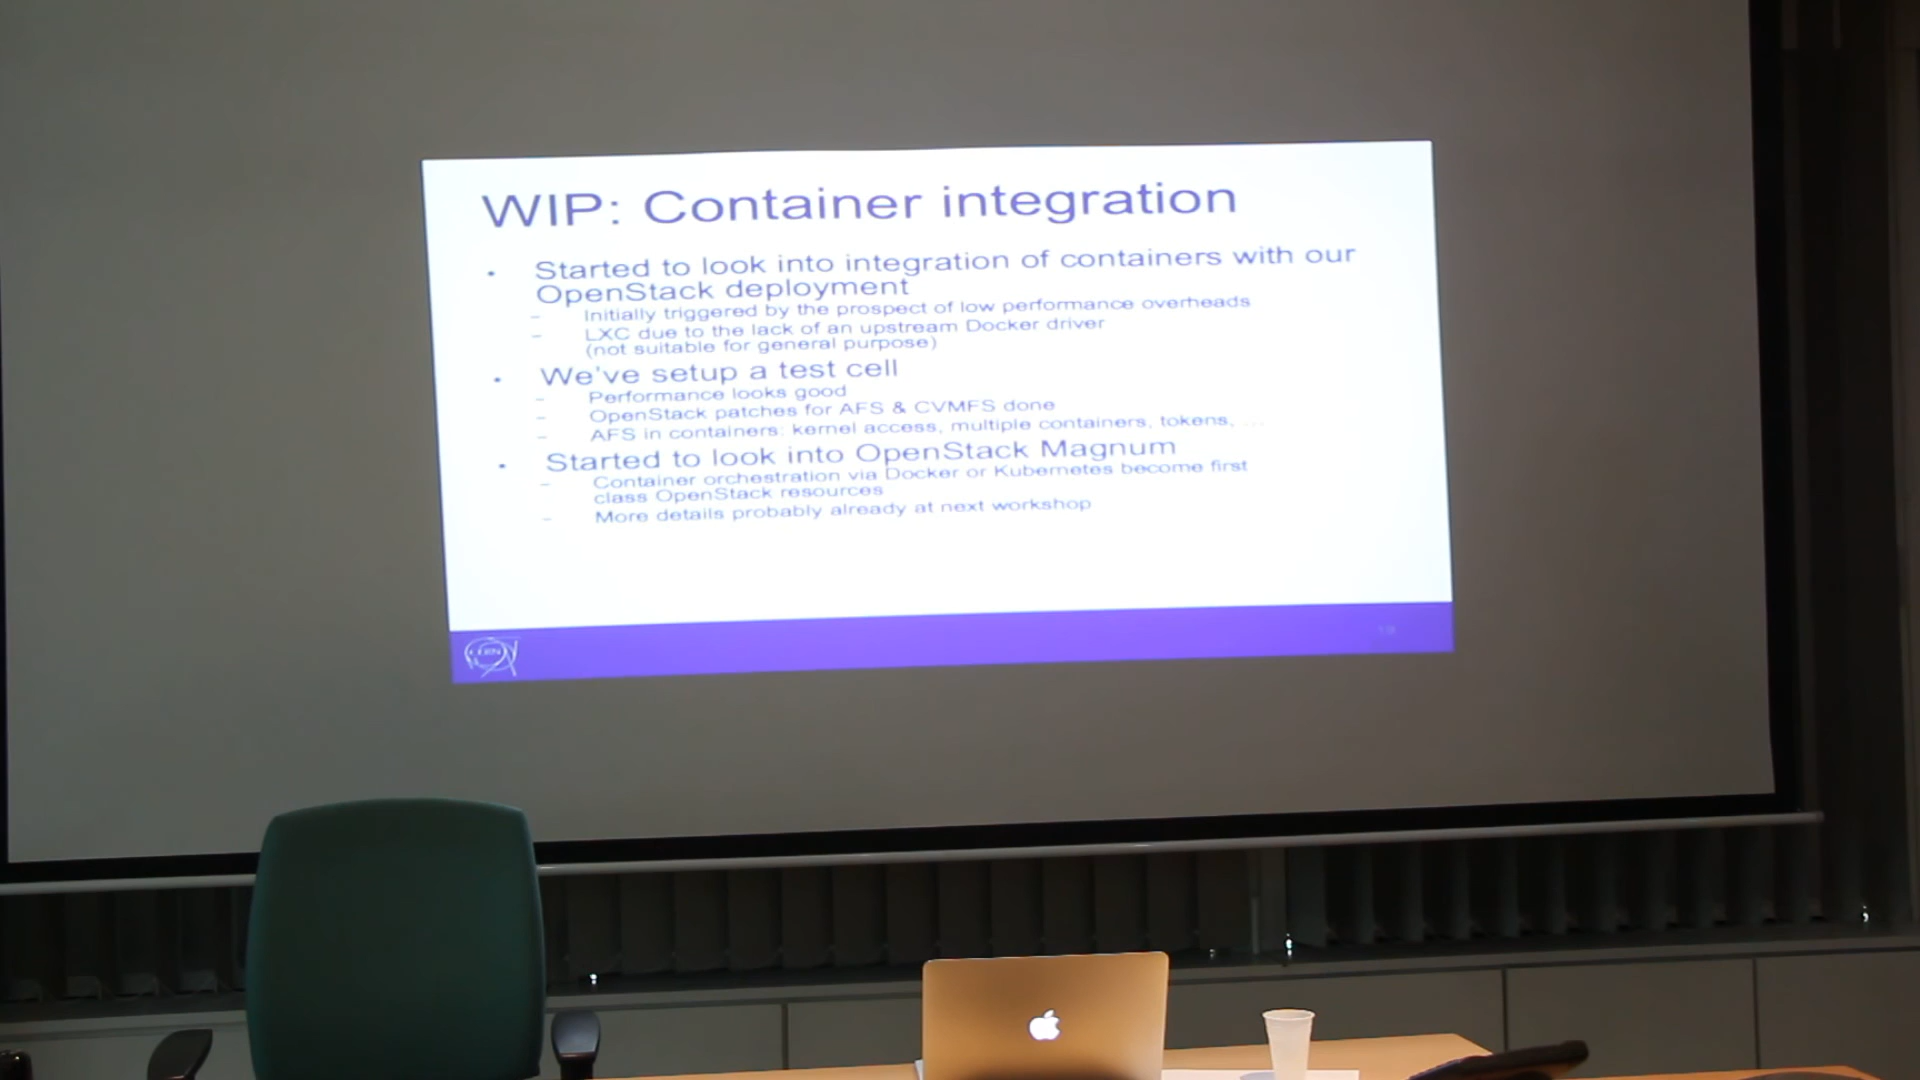 WIP: Container integration
• Started to look into integration of containers with our
OpenStack deployment
– Initially triggered by the prospect of low performance overheads
– LXC due to the lack of an upstream Docker driver
(not suitable for general purpose)
• We've setup a test cell
– Performance looks good
– OpenStack patches for AFS & CVMFS done
– AFS in containers: kernel access, multiple containers, tokens, ...
• Started to look into OpenStack Magnum
– Container orchestration via Docker or Kubernetes become first
class OpenStack resources
– More details probably already at next workshop
CERN
19